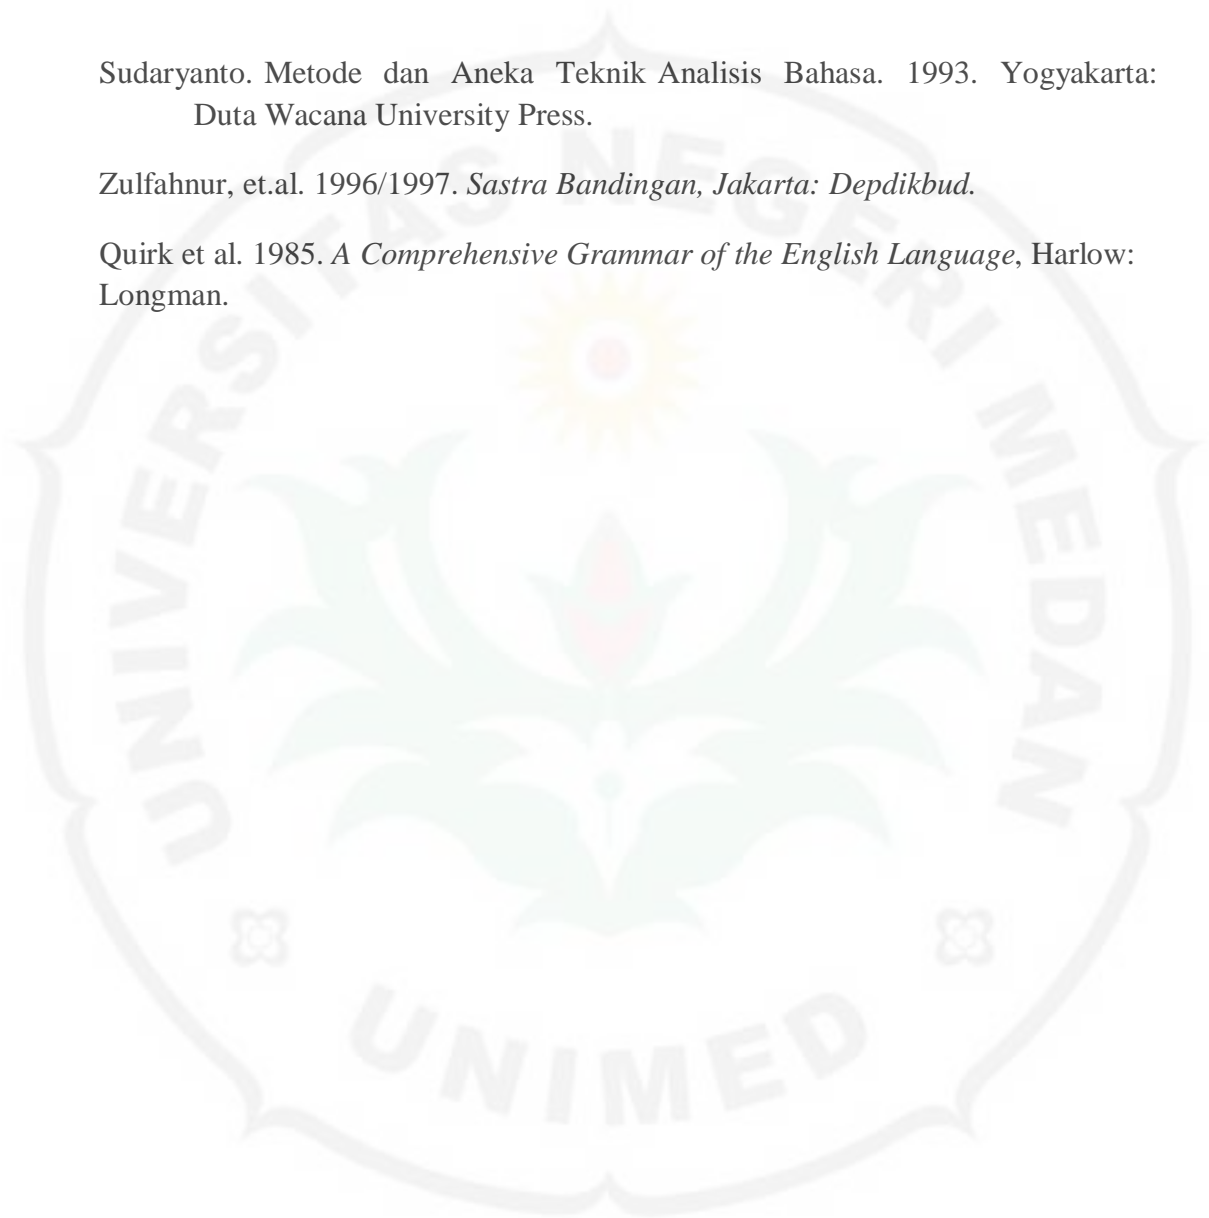 Sudaryanto. Metode dan Aneka Teknik Analisis Bahasa. 1993. Yogyakarta:
Duta Wacana University Press.
Zulfahnur, et.al. 1996/1997. Sastra Bandingan, Jakarta: Depdikbud.
Quirk et al. 1985. A Comprehensive Grammar of the English Language, Harlow:
Longman.
UNIVERSITAS NEGERI MEDAN
UNIMED